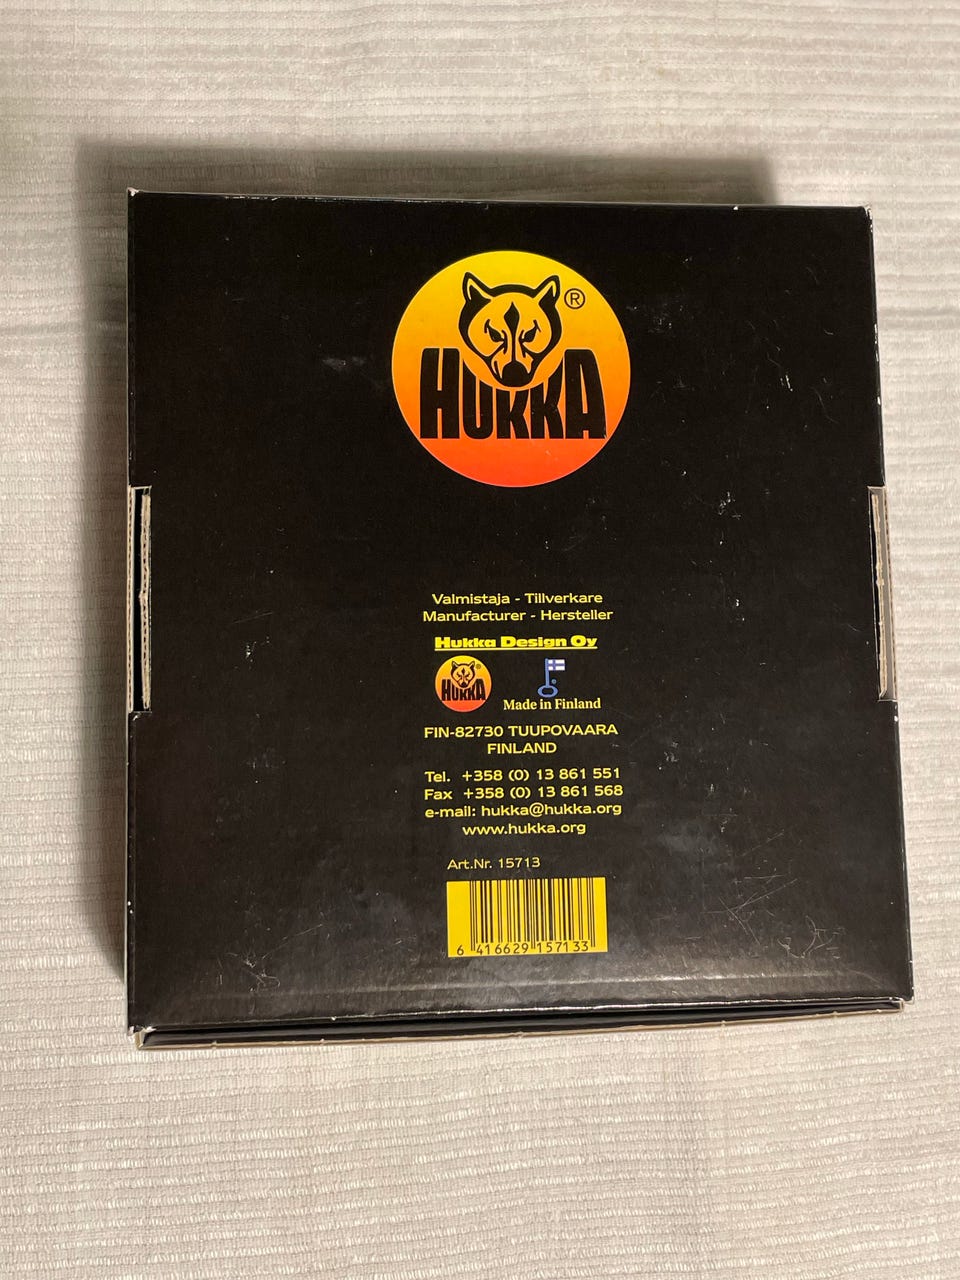 ®
HUKKA
Valmistaja - Tillverkare
Manufacturer - Hersteller
Hukka Design Oy
HUKKA ®
Made in Finland
FIN-82730 TUUPOVAARA
FINLAND
Tel. +358 (0) 13 861 551
Fax +358 (0) 13 861 568
e-mail: hukka@hukka.org
www.hukka.org
Art.Nr. 15713
6 416629 157133